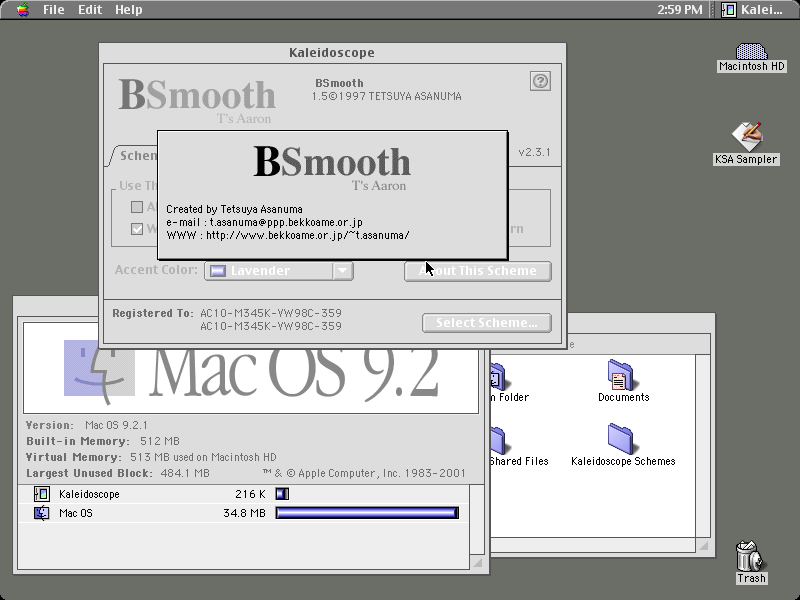 File Edit Help
2:59 PM
Kalei...
Macintosh HD
KSA Sampler
Trash
Kaleidoscope
BSmooth
T's Aaron
BSmooth
1.5©1997 TETSUYA ASANUMA
v2.3.1
Schem
Use Th
A
W
rn
BSmooth
T's Aaron
Created by Tetsuya Asanuma
e-mail : t.asanuma@ppp.bekkoame.or.jp
WWW : http://www.bekkoame.or.jp/~t.asanuma/
Accent Color: Lavender
About This Scheme
Registered To: AC10-M345K-YW98C-359
AC10-M345K-YW98C-359
Select Scheme...
Mac OS 9.2
Version: Mac OS 9.2.1
Built-in Memory: 512 MB
Virtual Memory: 513 MB used on Macintosh HD
Largest Unused Block: 484.1 MB
™ & © Apple Computer, Inc. 1983-2001
Kaleidoscope 216 K
Mac OS 34.8 MB
e
m Folder
Documents
Shared Files
Kaleidoscope Schemes